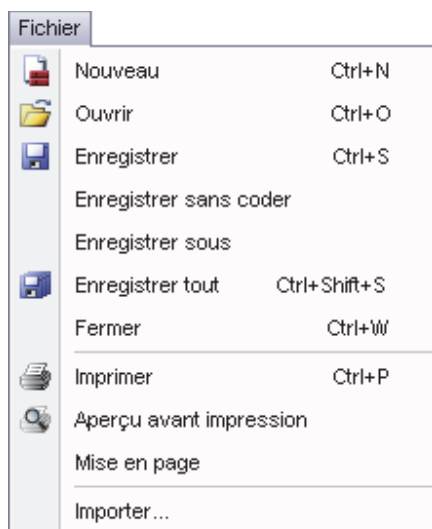 Fichier
Nouveau Ctrl+N
Ouvrir Ctrl+O
Enregistrer Ctrl+S
Enregistrer sans coder
Enregistrer sous
Enregistrer tout Ctrl+Shift+S
Fermer Ctrl+W
Imprimer Ctrl+P
Aperçu avant impression
Mise en page
Importer...